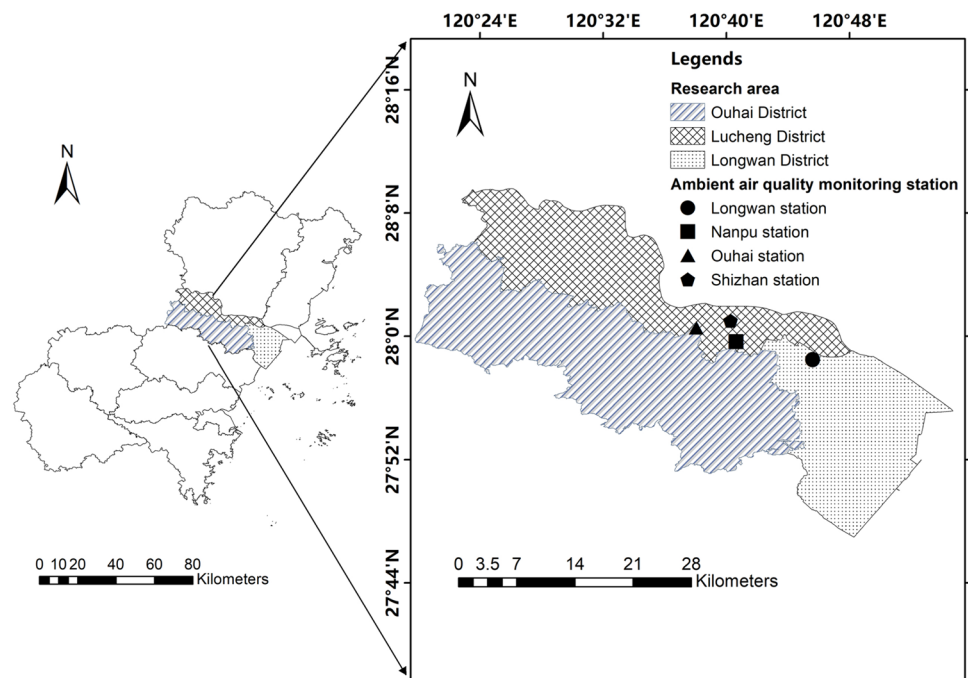 120°24'E 120°32'E 120°40'E 120°48'E
Legends
Research area
Ouhai District
Lucheng District
Longwan District
Ambient air quality monitoring station
Longwan station
Nanpu station
Ouhai station
Shizhan station
N
N
28°16'N
28°8'N
28°0'N
27°52'N
27°44'N
0 10 20 40 60 80
Kilometers
0 3.5 7 14 21 28
Kilometers